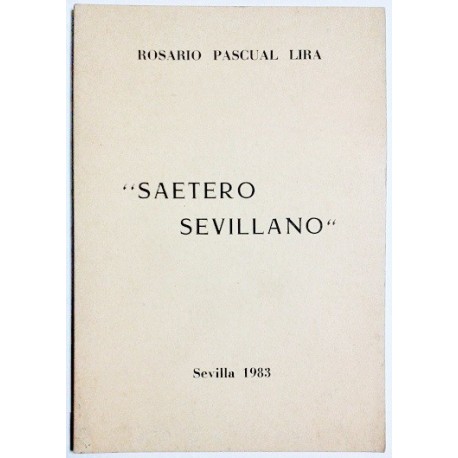 ROSARIO PASCUAL LIRA
“SAETERO
SEVILLANO“
Sevilla 1983